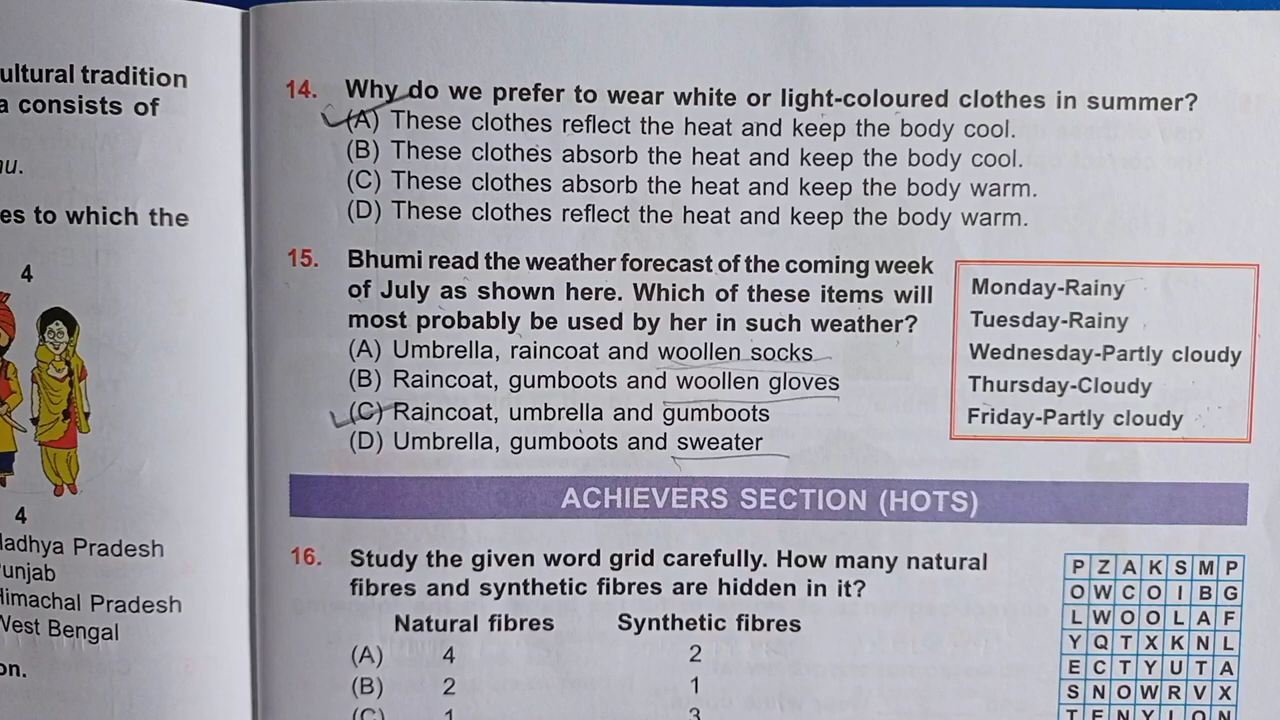 ultural tradition
a consists of
nu.
es to which the
4
4
Madhya Pradesh
Punjab
Himachal Pradesh
West Bengal
on.
14. Why do we prefer to wear white or light-coloured clothes in summer?
(A) These clothes reflect the heat and keep the body cool.
(B) These clothes absorb the heat and keep the body cool.
(C) These clothes absorb the heat and keep the body warm.
(D) These clothes reflect the heat and keep the body warm.
15. Bhumi read the weather forecast of the coming week
of July as shown here. Which of these items will
most probably be used by her in such weather?
(A) Umbrella, raincoat and woollen socks
(B) Raincoat, gumboots and woollen gloves
(C) Raincoat, umbrella and gumboots
(D) Umbrella, gumboots and sweater
Monday-Rainy
Tuesday-Rainy
Wednesday-Partly cloudy
Thursday-Cloudy
Friday-Partly cloudy
ACHIEVERS SECTION (HOTS)
16. Study the given word grid carefully. How many natural
fibres and synthetic fibres are hidden in it?
Natural fibres Synthetic fibres
(A) 4 2
(B) 2 1
(C) 1 3
P Z A K S M P
O W C O I B G
L W O O L A F
Y Q T X K N L
E C T Y U T A
S N O W R V X
T E N Y L O N